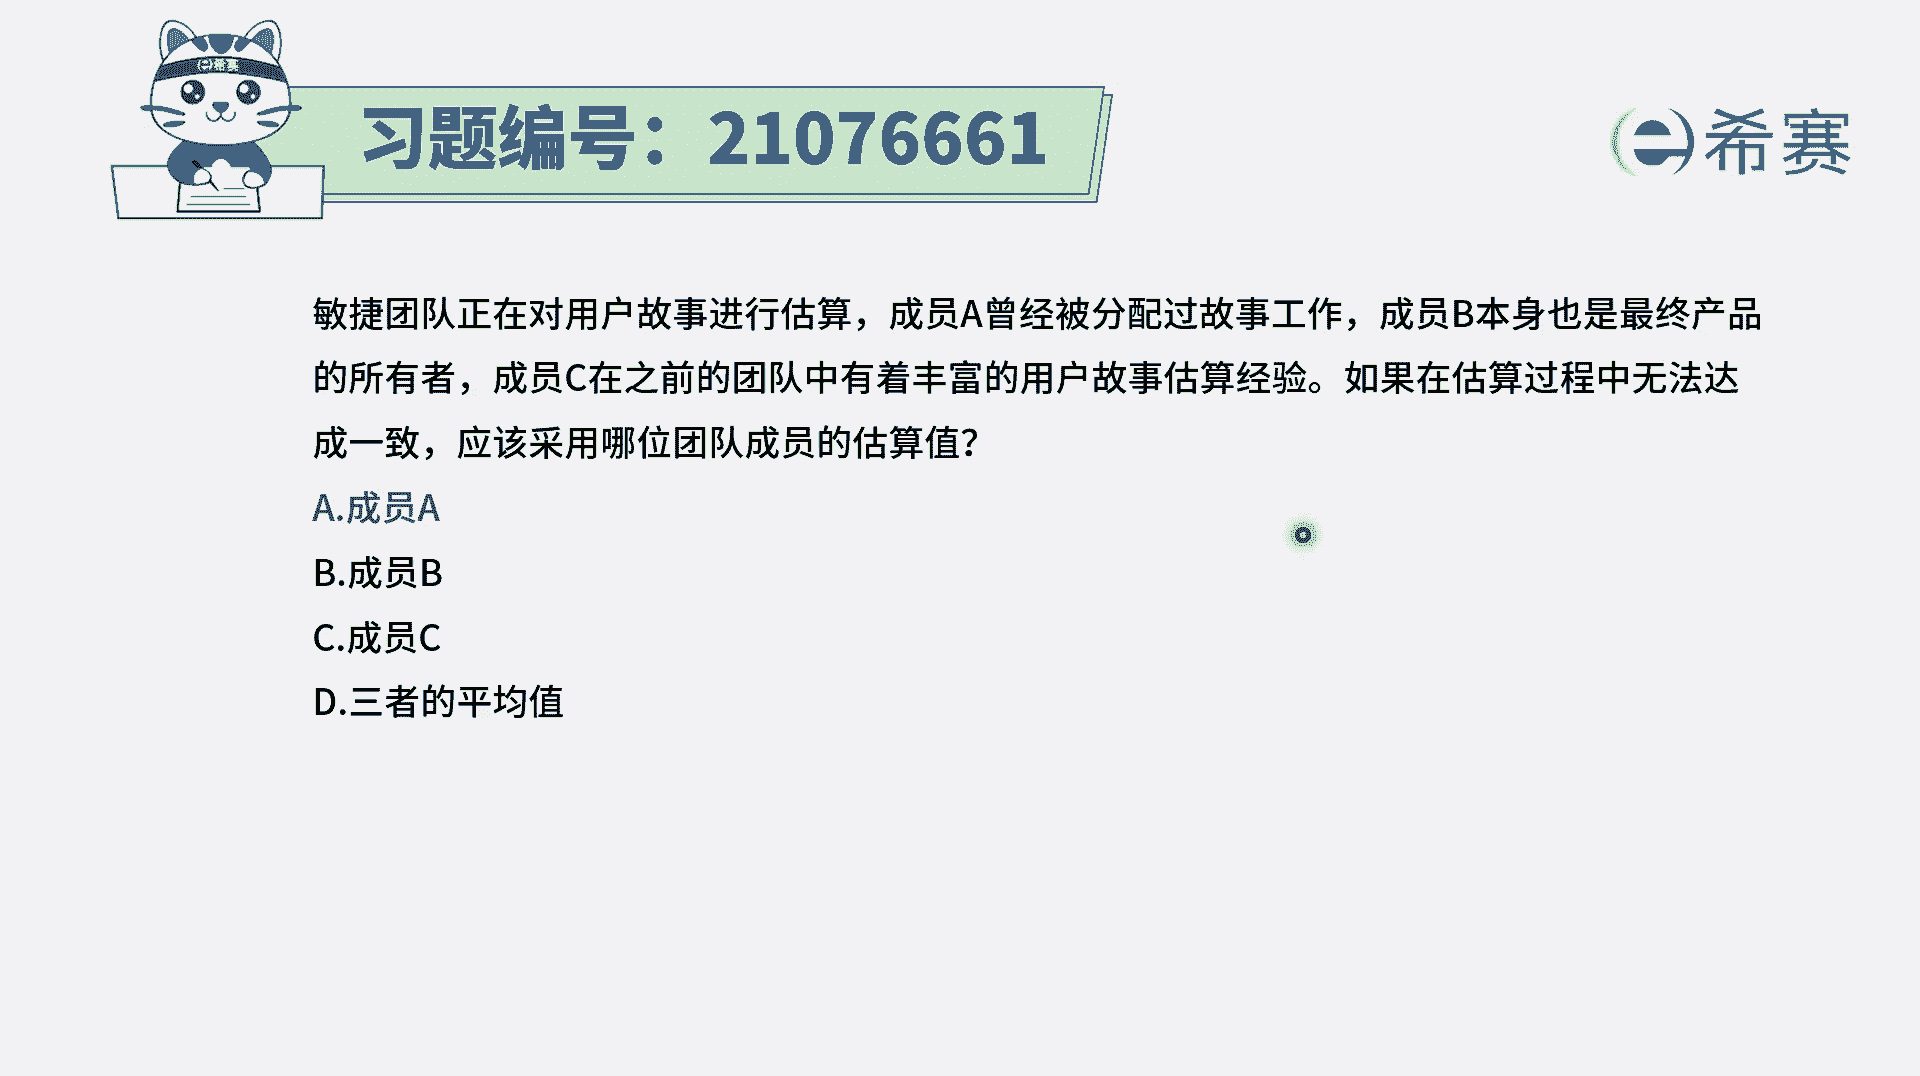 希赛
习题编号：21076661
希赛
敏捷团队正在对用户故事进行估算，成员A曾经被分配过故事工作，成员B本身也是最终产品
的所有者，成员C在之前的团队中有着丰富的用户故事估算经验。如果在估算过程中无法达
成一致，应该采用哪位团队成员的估算值？
A.成员A
B.成员B
C.成员C
D.三者的平均值